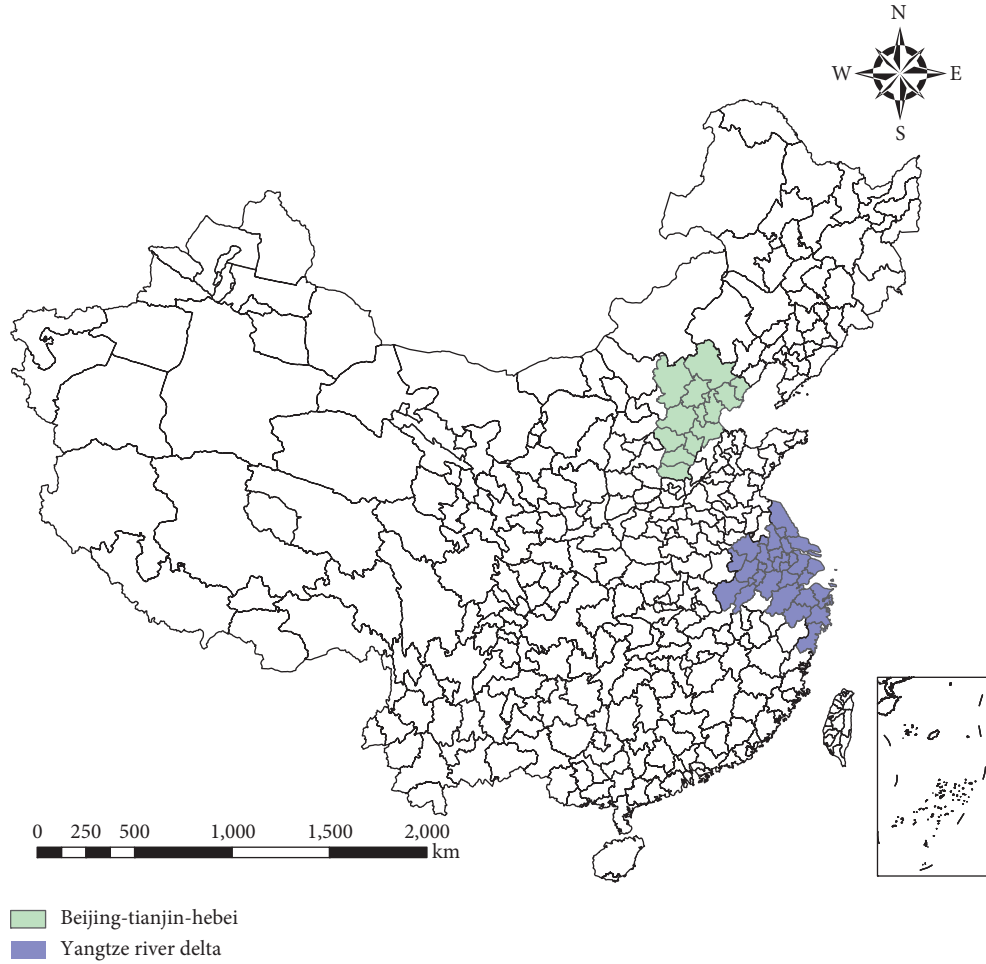 N
W E
S
0 250 500 1,000 1,500 2,000
km
Beijing-tianjin-hebei
Yangtze river delta